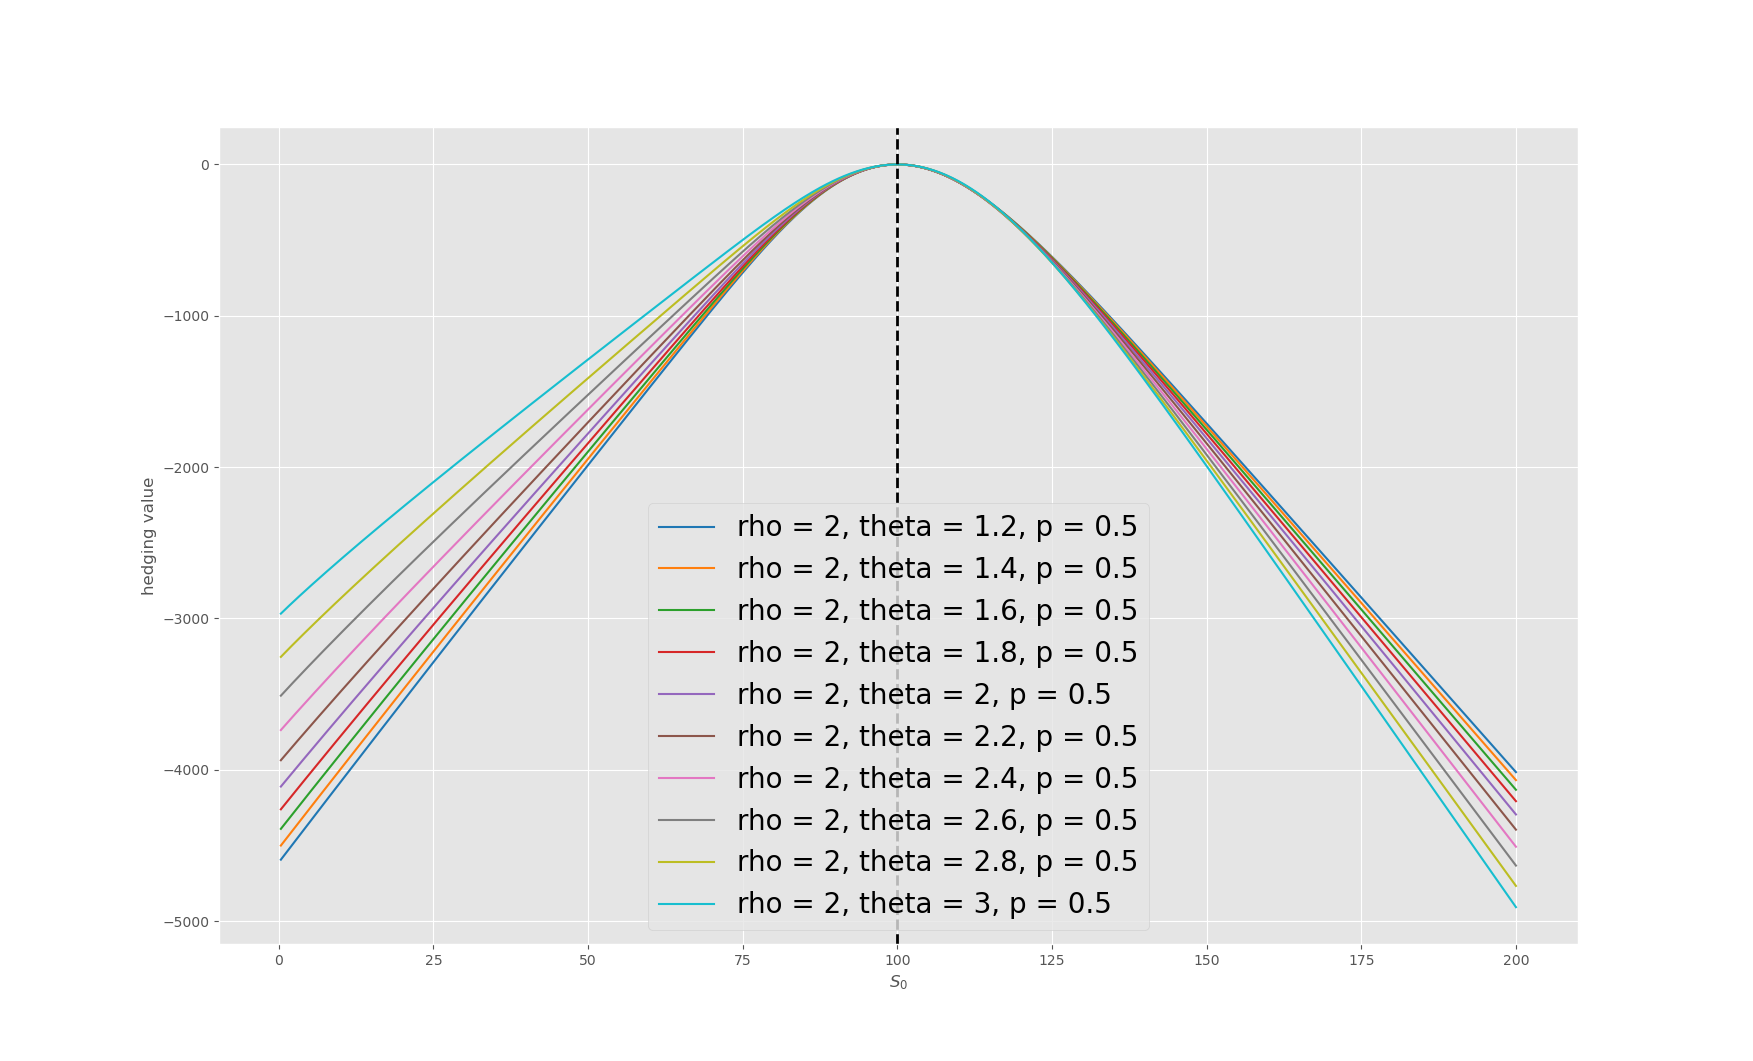 0
−1000
−2000
−3000
−4000
−5000
hedging value
rho = 2, theta = 1.2, p = 0.5
rho = 2, theta = 1.4, p = 0.5
rho = 2, theta = 1.6, p = 0.5
rho = 2, theta = 1.8, p = 0.5
rho = 2, theta = 2, p = 0.5
rho = 2, theta = 2.2, p = 0.5
rho = 2, theta = 2.4, p = 0.5
rho = 2, theta = 2.6, p = 0.5
rho = 2, theta = 2.8, p = 0.5
rho = 2, theta = 3, p = 0.5
0 25 50 75 100 125 150 175 200
S₀